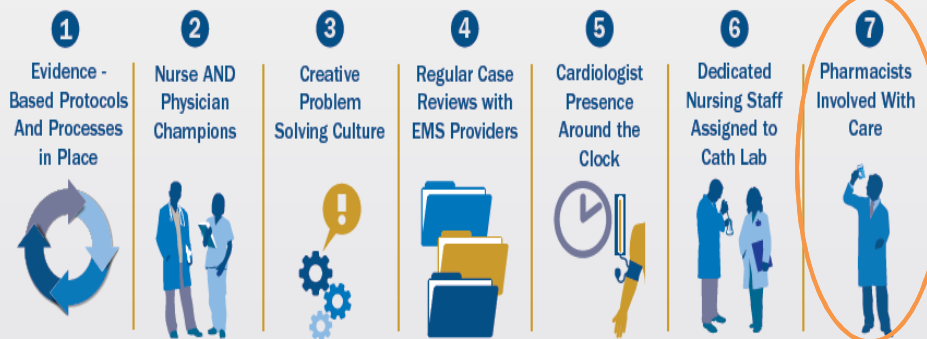 1
Evidence -
Based Protocols
And Processes
in Place
2
Nurse AND
Physician
Champions
3
Creative
Problem
Solving Culture
4
Regular Case
Reviews with
EMS Providers
5
Cardiologist
Presence
Around the
Clock
6
Dedicated
Nursing Staff
Assigned to
Cath Lab
7
Pharmacists
Involved With
Care
!